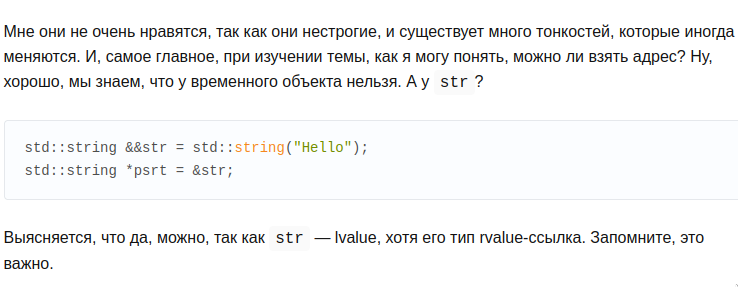 Мне они не очень нравятся, так как они нестрогие, и существует много тонкостей, которые иногда
меняются. И, самое главное, при изучении темы, как я могу понять, можно ли взять адрес? Ну,
хорошо, мы знаем, что у временного объекта нельзя. А у str ?
std::string &&str = std::string("Hello");
std::string *psrt = &str;
Выясняется, что да, можно, так как str — lvalue, хотя его тип rvalue-ссылка. Запомните, это
важно.